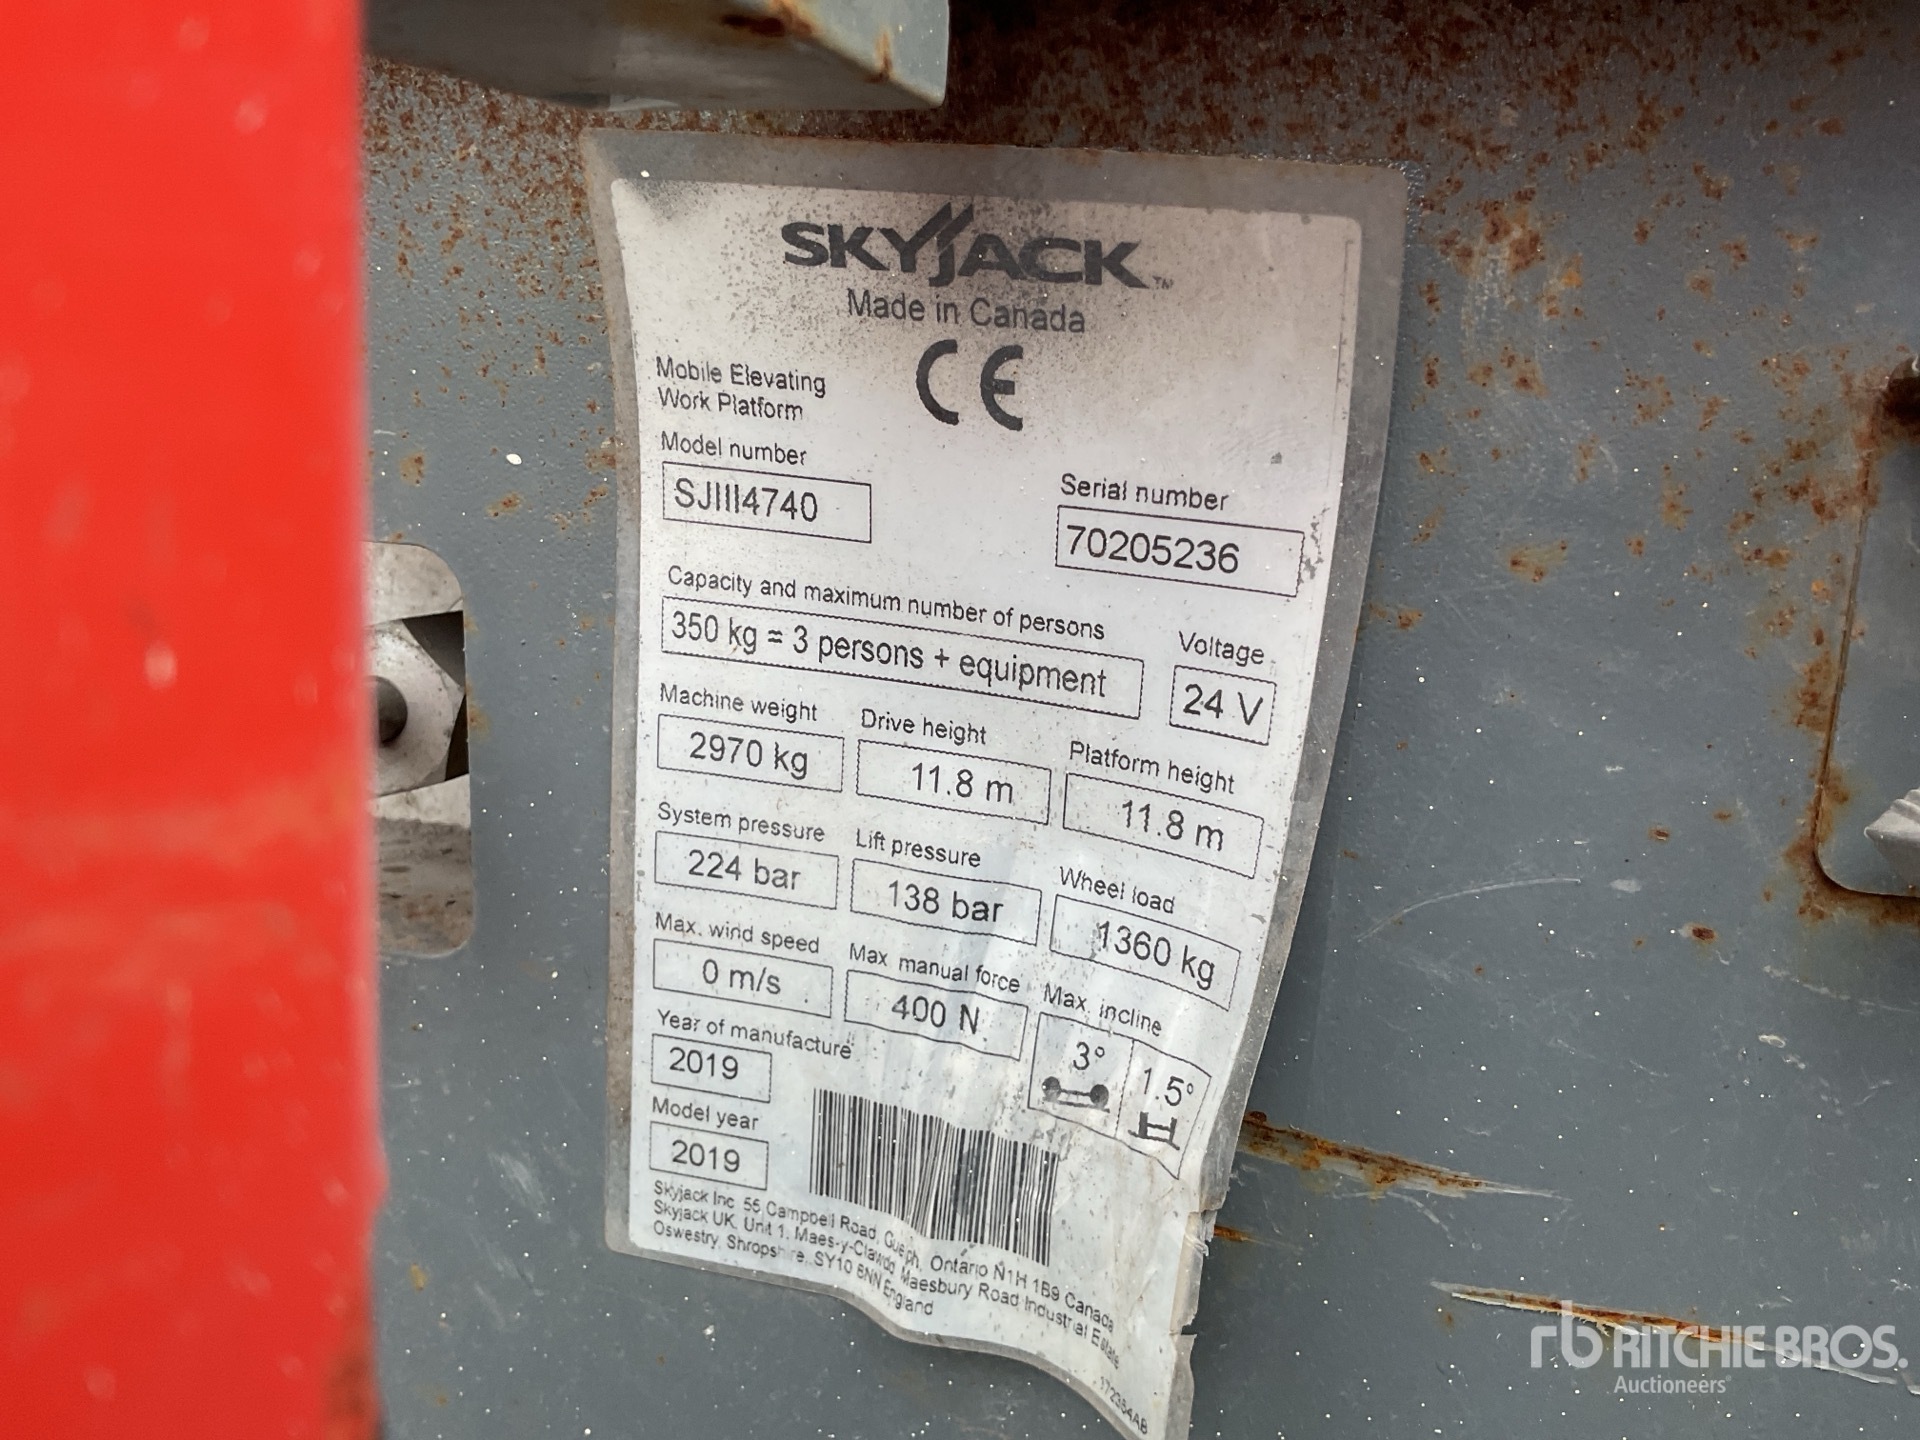 SKYJACK™
Made in Canada
CE
Mobile Elevating
Work Platform
Model number
SJIII4740
Serial number
70205236
Capacity and maximum number of persons
350 kg = 3 persons + equipment
Voltage
24 V
Machine weight
2970 kg
Drive height
11.8 m
Platform height
11.8 m
System pressure
224 bar
Lift pressure
138 bar
Wheel load
1360 kg
Max. wind speed
0 m/s
Max manual force
400 N
Max. incline
3°
1.5°
Year of manufacture
2019
Model year
2019
Skyjack Inc 55 Campbell Road, Guelph, Ontario N1H 1B9 Canada
Skyjack UK, Unit 1, Maes-y-Clawdd Maesbury Road Industrial Estate
Oswestry, Shropshire, SY10 8NN England
172354AB
rb RITCHIE BROS.
Auctioneers